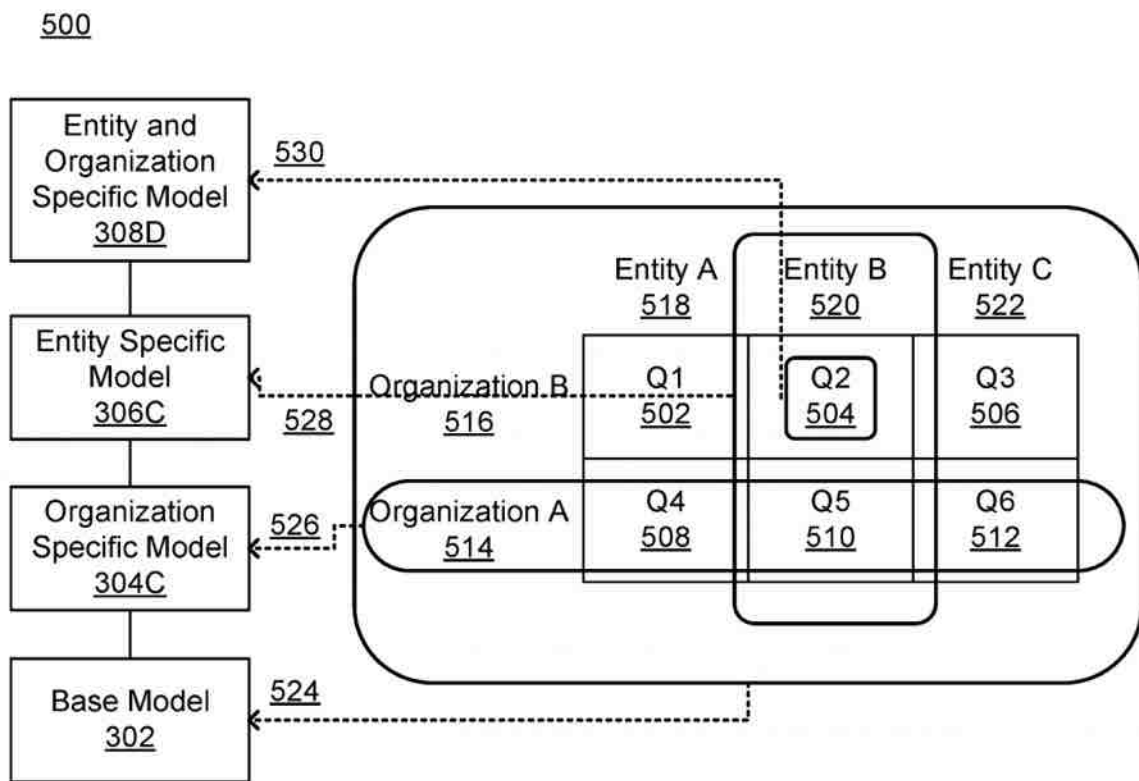 500
Entity and
Organization
Specific Model
308D
530
Entity A
518
Entity B
520
Entity C
522
Entity Specific
Model
306C
528
Organization B
516
Q1
502
Q2
504
Q3
506
Organization
Specific Model
304C
526
Organization A
514
Q4
508
Q5
510
Q6
512
Base Model
302
524